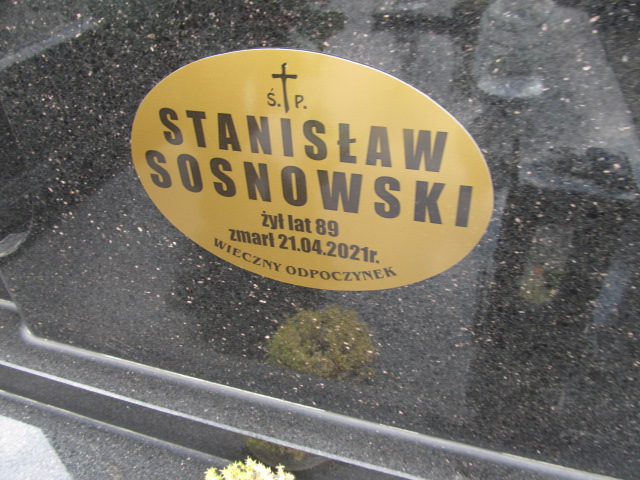 Ś. P.
STANISŁAW
SOSNOWSKI
żył lat 89
zmarł 21.04.2021r.
WIECZNY ODPOCZYNEK